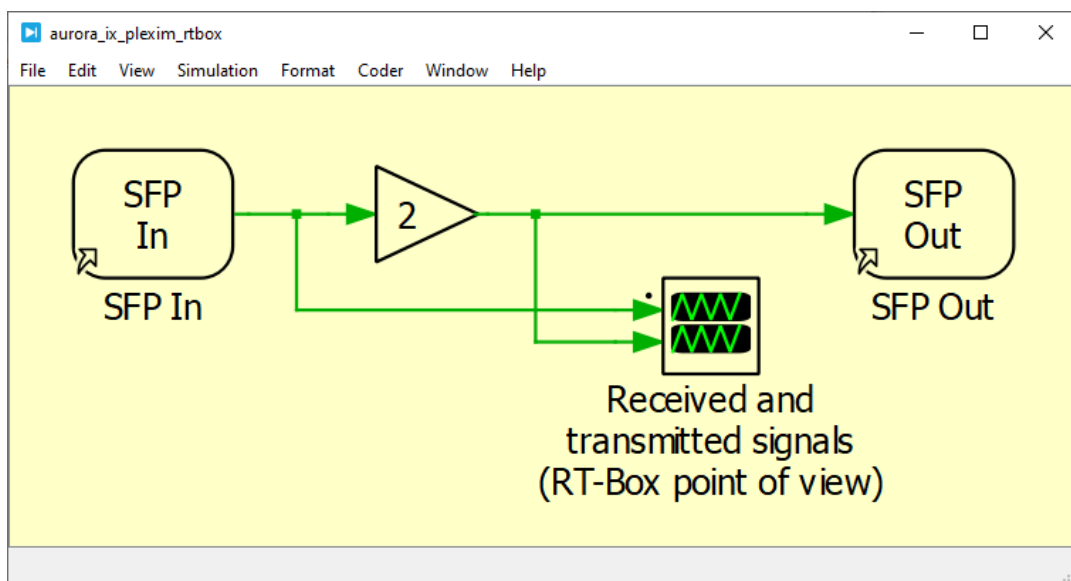 aurora_ix_plexim_rtbox
File Edit View Simulation Format Coder Window Help
SFP
In
2
SFP
Out
SFP In
SFP Out
Received and
transmitted signals
(RT-Box point of view)